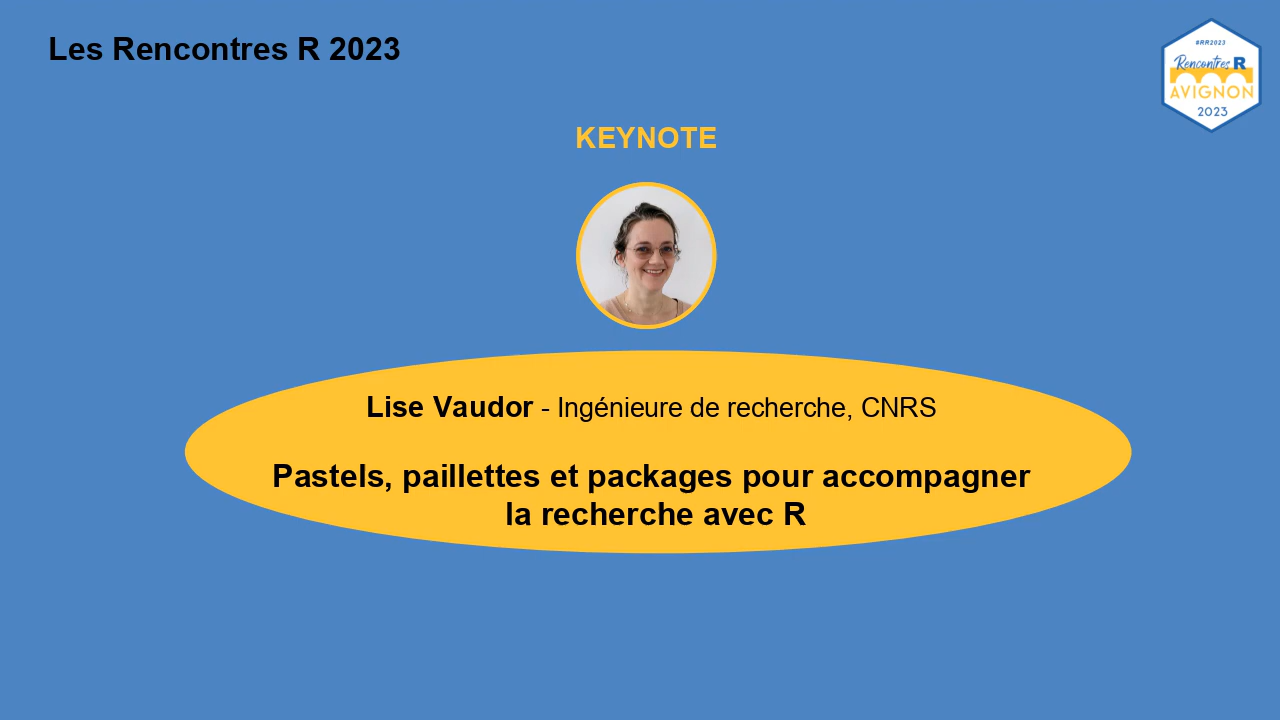 Les Rencontres R 2023
#RR2023
Rencontres R
AVIGNON
2023
KEYNOTE
Lise Vaudor - Ingénieure de recherche, CNRS
Pastels, paillettes et packages pour accompagner
la recherche avec R